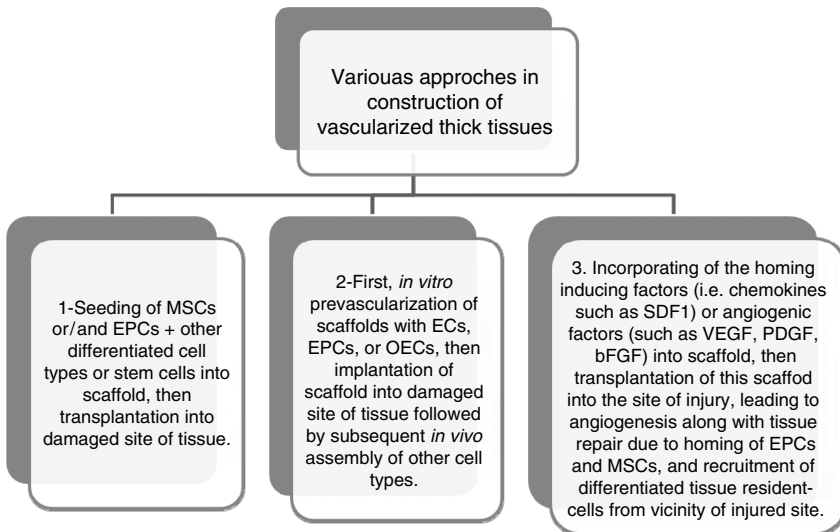 Variouas approches in
construction of
vascularized thick tissues
1-Seeding of MSCs
or/and EPCs + other
differentiated cell
types or stem cells into
scaffold, then
transplantation into
damaged site of tissue.
2-First, in vitro
prevascularization of
scaffolds with ECs,
EPCs, or OECs, then
implantation of
scaffold into damaged
site of tissue followed
by subsequent in vivo
assembly of other cell
types.
3. Incorporating of the homing
inducing factors (i.e. chemokines
such as SDF1) or angiogenic
factors (such as VEGF, PDGF,
bFGF) into scaffold, then
transplantation of this scaffod
into the site of injury, leading to
angiogenesis along with tissue
repair due to homing of EPCs
and MSCs, and recruitment of
differentiated tissue resident-
cells from vicinity of injured site.